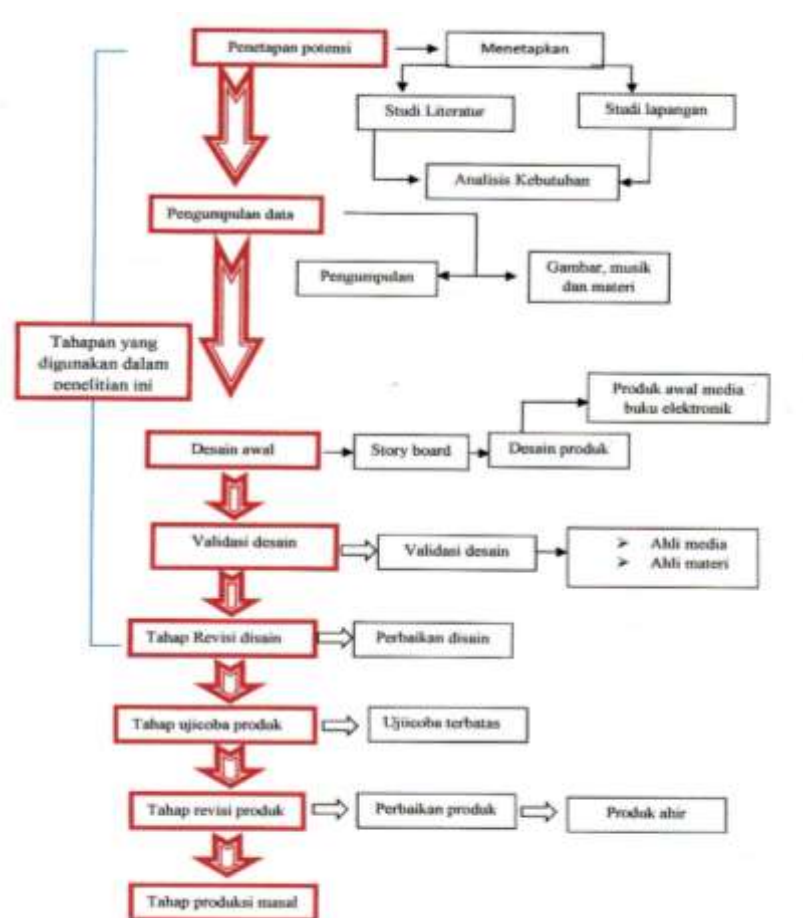 Penetapan potensi
Menetapkan
Studi Literatur
Studi lapangan
Analisis Kebutuhan
Pengumpulan data
Pengumpulan
Gambar, musik
dan materi
Tahapan yang
digunakan dalam
penelitian ini
Produk awal media
buku elektronik
Desain awal
Story board
Desain produk
Validasi desain
Validasi desain
➢ Ahli media
➢ Ahli materi
Tahap Revisi disain
Perbaikan disain
Tahap ujicoba produk
Ujiicoba terbatas
Tahap revisi produk
Perbaikan produk
Produk ahir
Tahap produksi masal